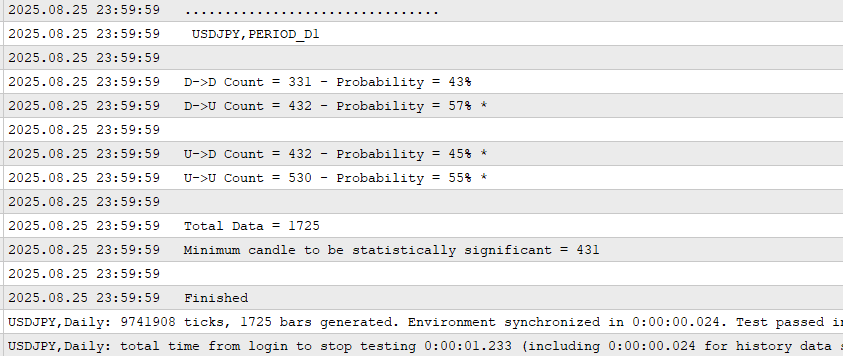 2025.08.25 23:59:59 ................................
2025.08.25 23:59:59 USDJPY,PERIOD_D1
2025.08.25 23:59:59
2025.08.25 23:59:59 D->D Count = 331 - Probability = 43%
2025.08.25 23:59:59 D->U Count = 432 - Probability = 57% *
2025.08.25 23:59:59
2025.08.25 23:59:59 U->D Count = 432 - Probability = 45% *
2025.08.25 23:59:59 U->U Count = 530 - Probability = 55% *
2025.08.25 23:59:59
2025.08.25 23:59:59 Total Data = 1725
2025.08.25 23:59:59 Minimum candle to be statistically significant = 431
2025.08.25 23:59:59
2025.08.25 23:59:59 Finished
USDJPY,Daily: 9741908 ticks, 1725 bars generated. Environment synchronized in 0:00:00.024. Test passed in
USDJPY,Daily: total time from login to stop testing 0:00:01.233 (including 0:00:00.024 for history data s